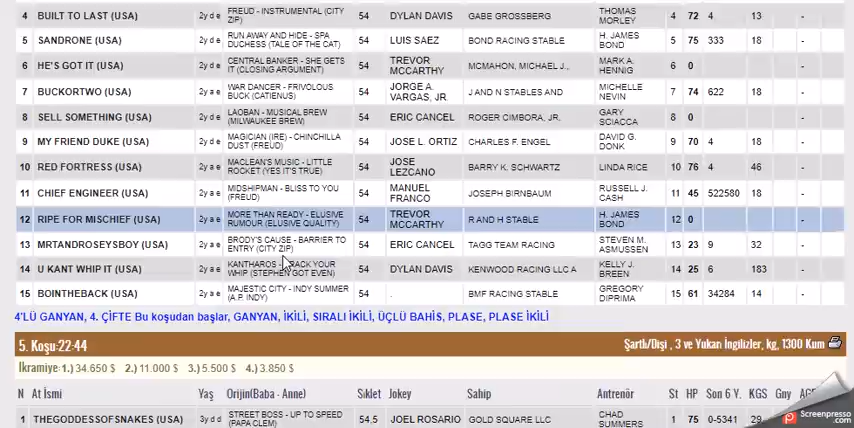 4 BUILT TO LAST (USA) 2y d e FREUD - INSTRUMENTAL (CITY ZIP) 54 DYLAN DAVIS GABE GROSSBERG THOMAS MORLEY 4 72 4 13 -
5 SANDRONE (USA) 2y d e RUN AWAY AND HIDE - SPA DUCHESS (TALE OF THE CAT) 54 LUIS SAEZ BOND RACING STABLE H. JAMES BOND 5 75 333 18 -
6 HE'S GOT IT (USA) 2y d e CENTRAL BANKER - SHE GETS IT (CLOSING ARGUMENT) 54 TREVOR MCCARTHY MCMAHON, MICHAEL J., MARK A. HENNIG 6 0 -
7 BUCKORTWO (USA) 2y a e WAR DANCER - FRIVOLOUS BUCK (CATIENUS) 54 JORGE A. VARGAS, JR J AND N STABLES AND MICHELLE NEVIN 7 74 622 18 -
8 SELL SOMETHING (USA) 2y a e LAOBAN - MUSICAL BREW (MILWAUKEE BREW) 54 ERIC CANCEL ROGER CIMBORA, JR. GARY SCIACCA 8 0 -
9 MY FRIEND DUKE (USA) 2y d e MAGICIAN (IRE) - CHINCHILLA DUST (FREUD) 54 JOSE L. ORTIZ CHARLES F. ENGEL DAVID G. DONK 9 70 4 18 -
10 RED FORTRESS (USA) 2y a e MACLEAN'S MUSIC - LITTLE ROCKET (YES IT'S TRUE) 54 JOSE LEZCANO BARRY K. SCHWARTZ LINDA RICE 10 76 4 46 -
11 CHIEF ENGINEER (USA) 2y a e MIDSHIPMAN - BLISS TO YOU (FREUD) 54 MANUEL FRANCO JOSEPH BIRNBAUM RUSSELL J. CASH 11 45 522580 18 -
12 RIPE FOR MISCHIEF (USA) 2y a e MORE THAN READY - ELUSIVE RUMOUR (ELUSIVE QUALITY) 54 TREVOR MCCARTHY R AND H STABLE H. JAMES BOND 12 0 -
13 MRTANDROSEYSBOY (USA) 2y a e BRODY'S CAUSE - BARRIER TO ENTRY (CITY ZIP) 54 ERIC CANCEL TAGG TEAM RACING STEVEN M. ASMUSSEN 13 23 9 32 -
14 U KANT WHIP IT (USA) 2y a e KANTHAROS - RACK YOUR WHIP (STEPHEN GOT EVEN) 54 DYLAN DAVIS KENWOOD RACING LLC A KELLY J. BREEN 14 25 6 183 -
15 BOINTHEBACK (USA) 2y a e MAJESTIC CITY - INDY SUMMER (A.P. INDY) 54 . BMF RACING STABLE GREGORY DIPRIMA 15 61 34284 14 -
4'LÜ GANYAN, 4. ÇİFTE Bu koşudan başlar, GANYAN, İKİLİ, SIRALI İKİLİ, ÜÇLÜ BAHİS, PLASE, PLASE İKİLİ
5. Koşu:22:44 Şartlı/Dişi , 3 ve Yukarı İngilizler, kg, 1300 Kum
İkramiye: 1.) 34.650 $ 2.) 11.000 $ 3.) 5.500 $ 4.) 3.850 $
N At İsmi Yaş Orijin(Baba - Anne) Sıklet Jokey Sahip Antrenör St HP Son 6 Y. KGS Gny
1 THEGODDESSOFSNAKES (USA) 3y d d STREET BOSS - UP TO SPEED (PAPA CLEM) 54,5 JOEL ROSARIO GOLD SQUARE LLC CHAD SUMMERS 1 75 0-5341 29
Screenpresso
.com